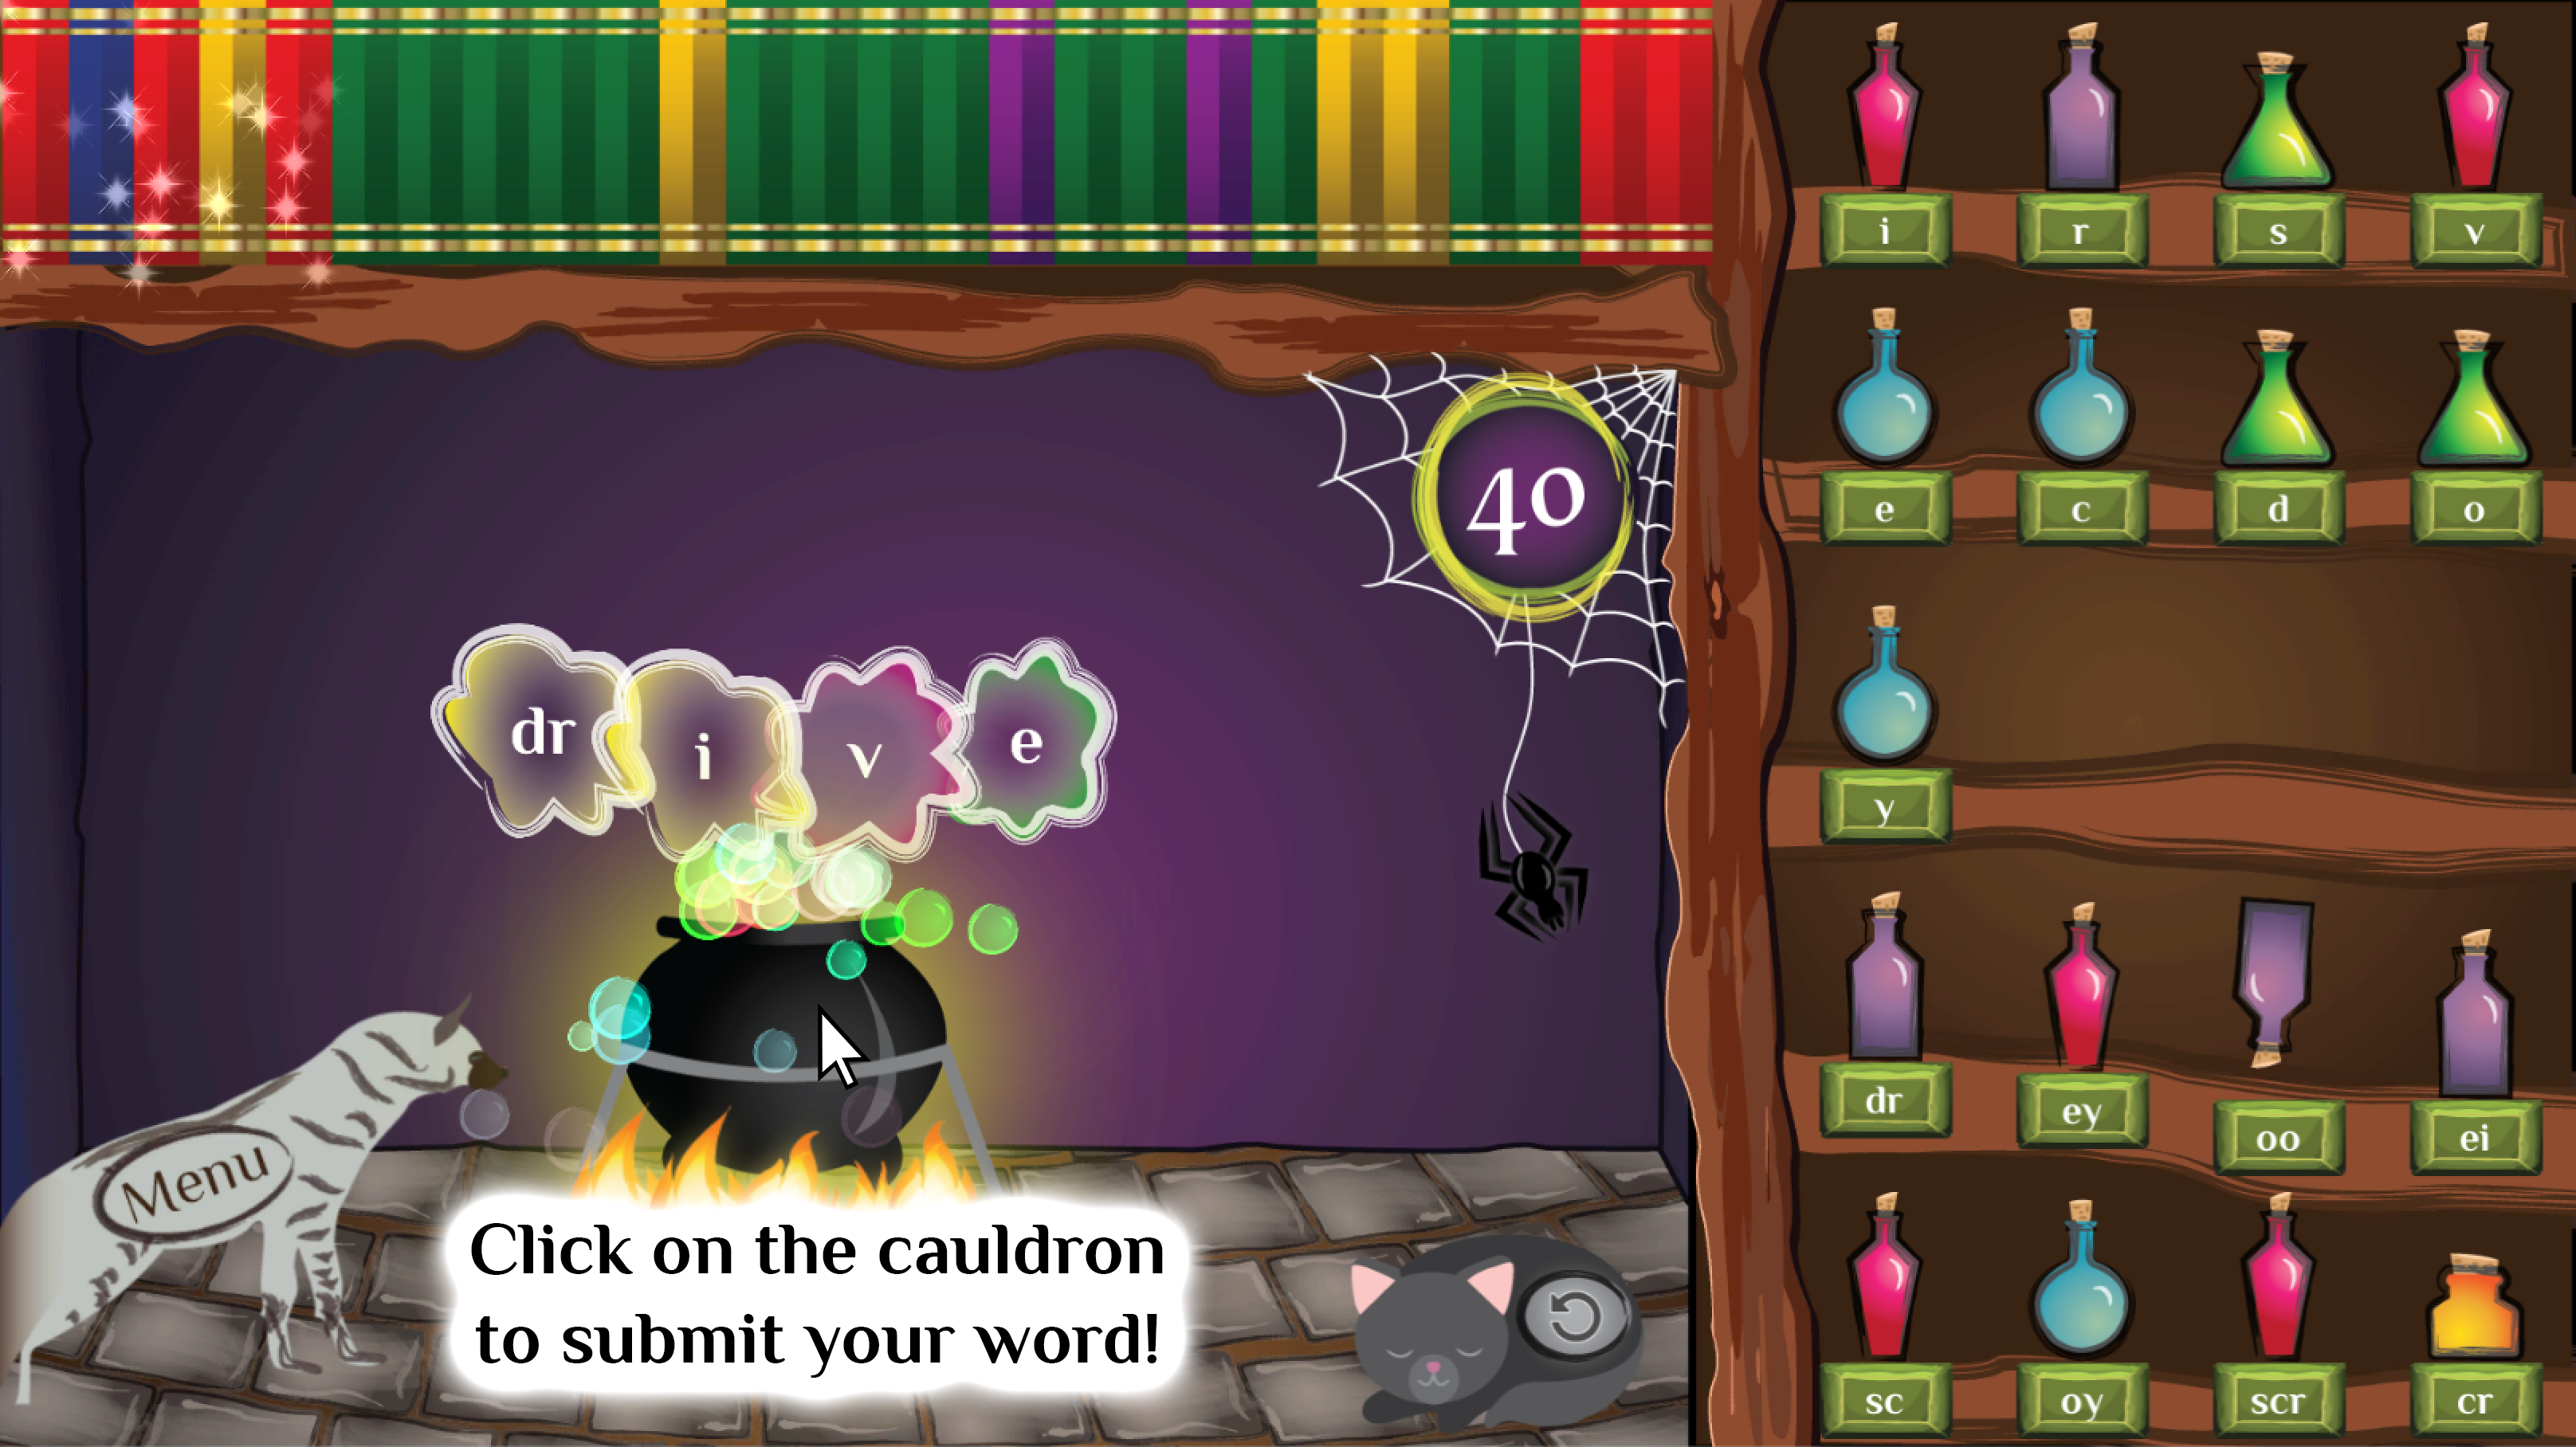 i r s v
e c d o
40
dr i v e
y
dr ey oo ei
Menu
Click on the cauldron
to submit your word!
sc oy scr cr